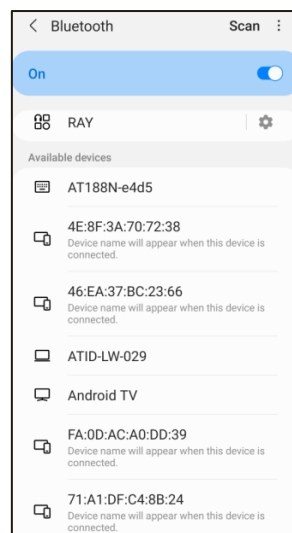 Bluetooth Scan
On
RAY
Available devices
AT188N-e4d5
4E:8F:3A:70:72:38
Device name will appear when this device is
connected.
46:EA:37:BC:23:66
Device name will appear when this device is
connected.
ATID-LW-029
Android TV
FA:0D:AC:A0:DD:39
Device name will appear when this device is
connected.
71:A1:DF:C4:8B:24
Device name will appear when this device is
connected.